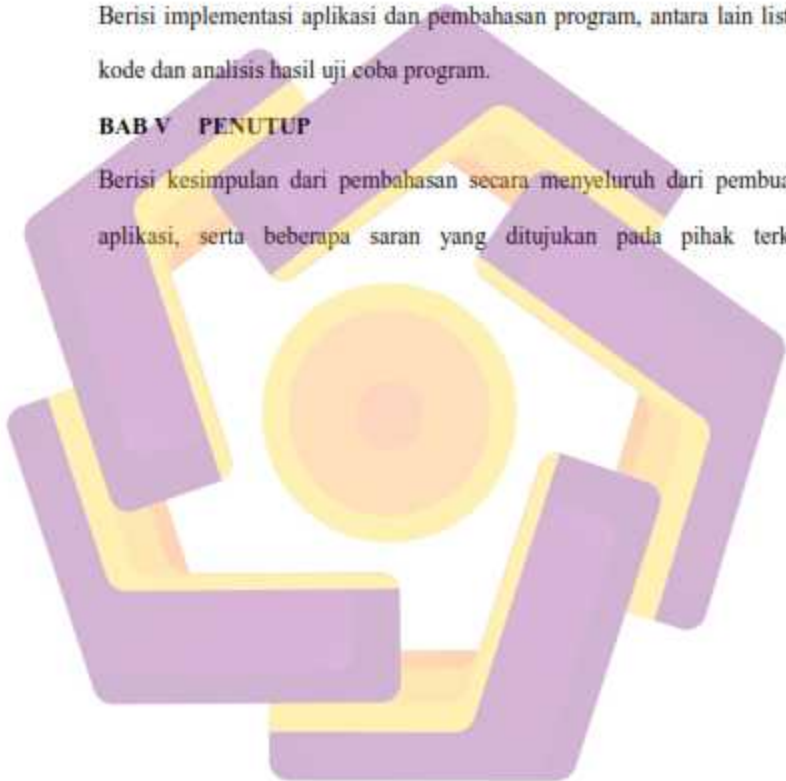 Berisi implementasi aplikasi dan pembahasan program, antara lain list
kode dan analisis hasil uji coba program.
BAB V PENUTUP
Berisi kesimpulan dari pembahasan secara menyeluruh dari pembua
aplikasi, serta beberapa saran yang ditujukan pada pihak terk